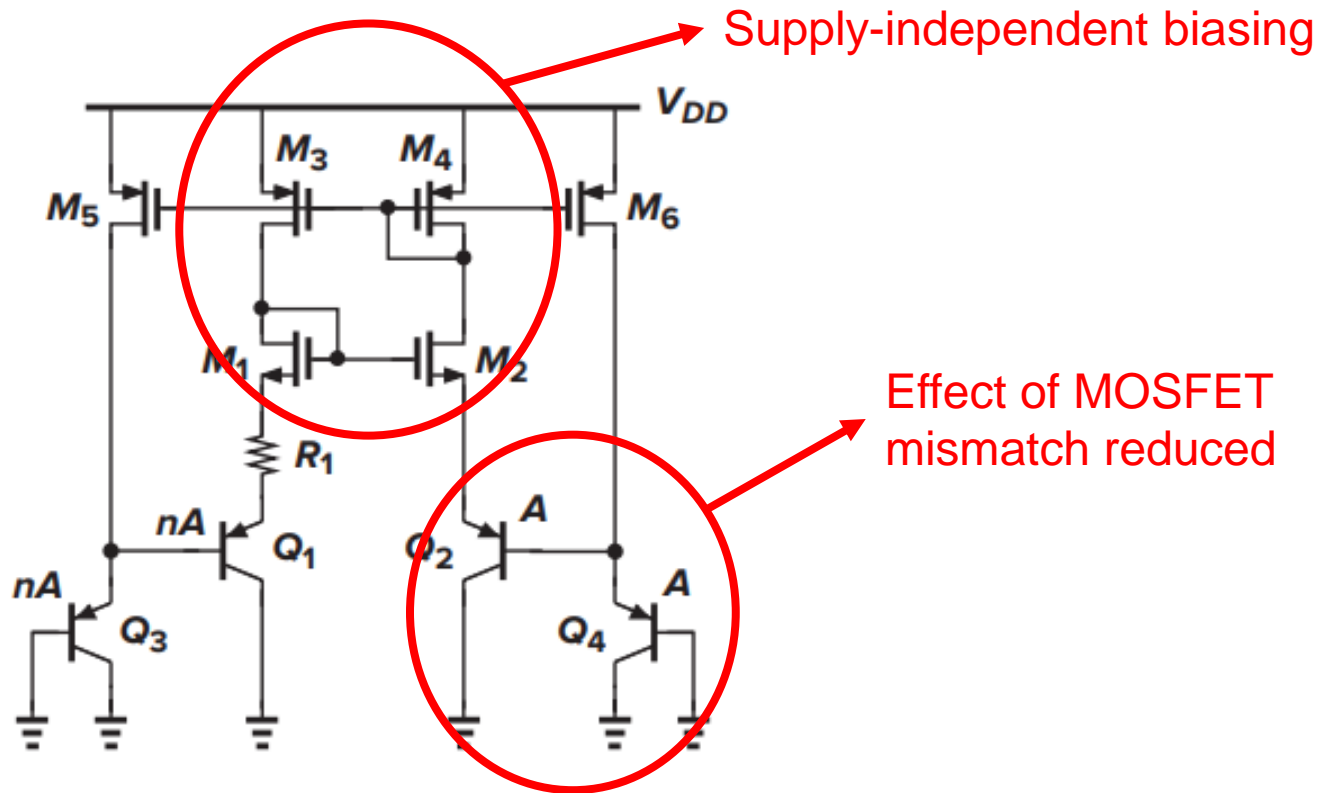 Supply-independent biasing
V_DD
M_3
M_4
M_5
M_6
M_1
M_2
Effect of MOSFET
mismatch reduced
R_1
nA
Q_1
Q_2
A
nA
Q_3
Q_4
A